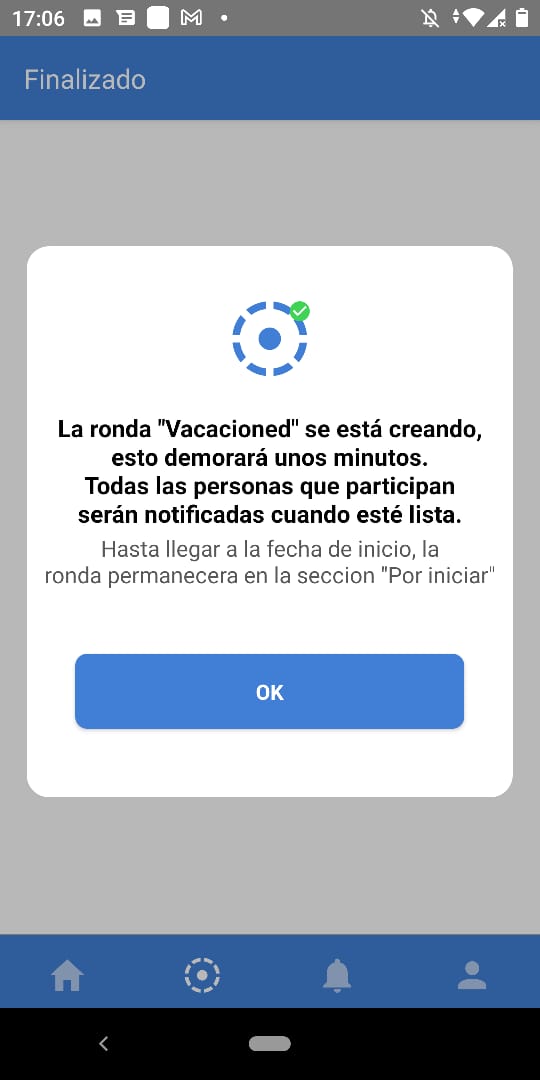 17:06
Finalizado
La ronda "Vacacioned" se está creando,
esto demorará unos minutos.
Todas las personas que participan
serán notificadas cuando esté lista.
Hasta llegar a la fecha de inicio, la
ronda permanecera en la seccion "Por iniciar"
OK